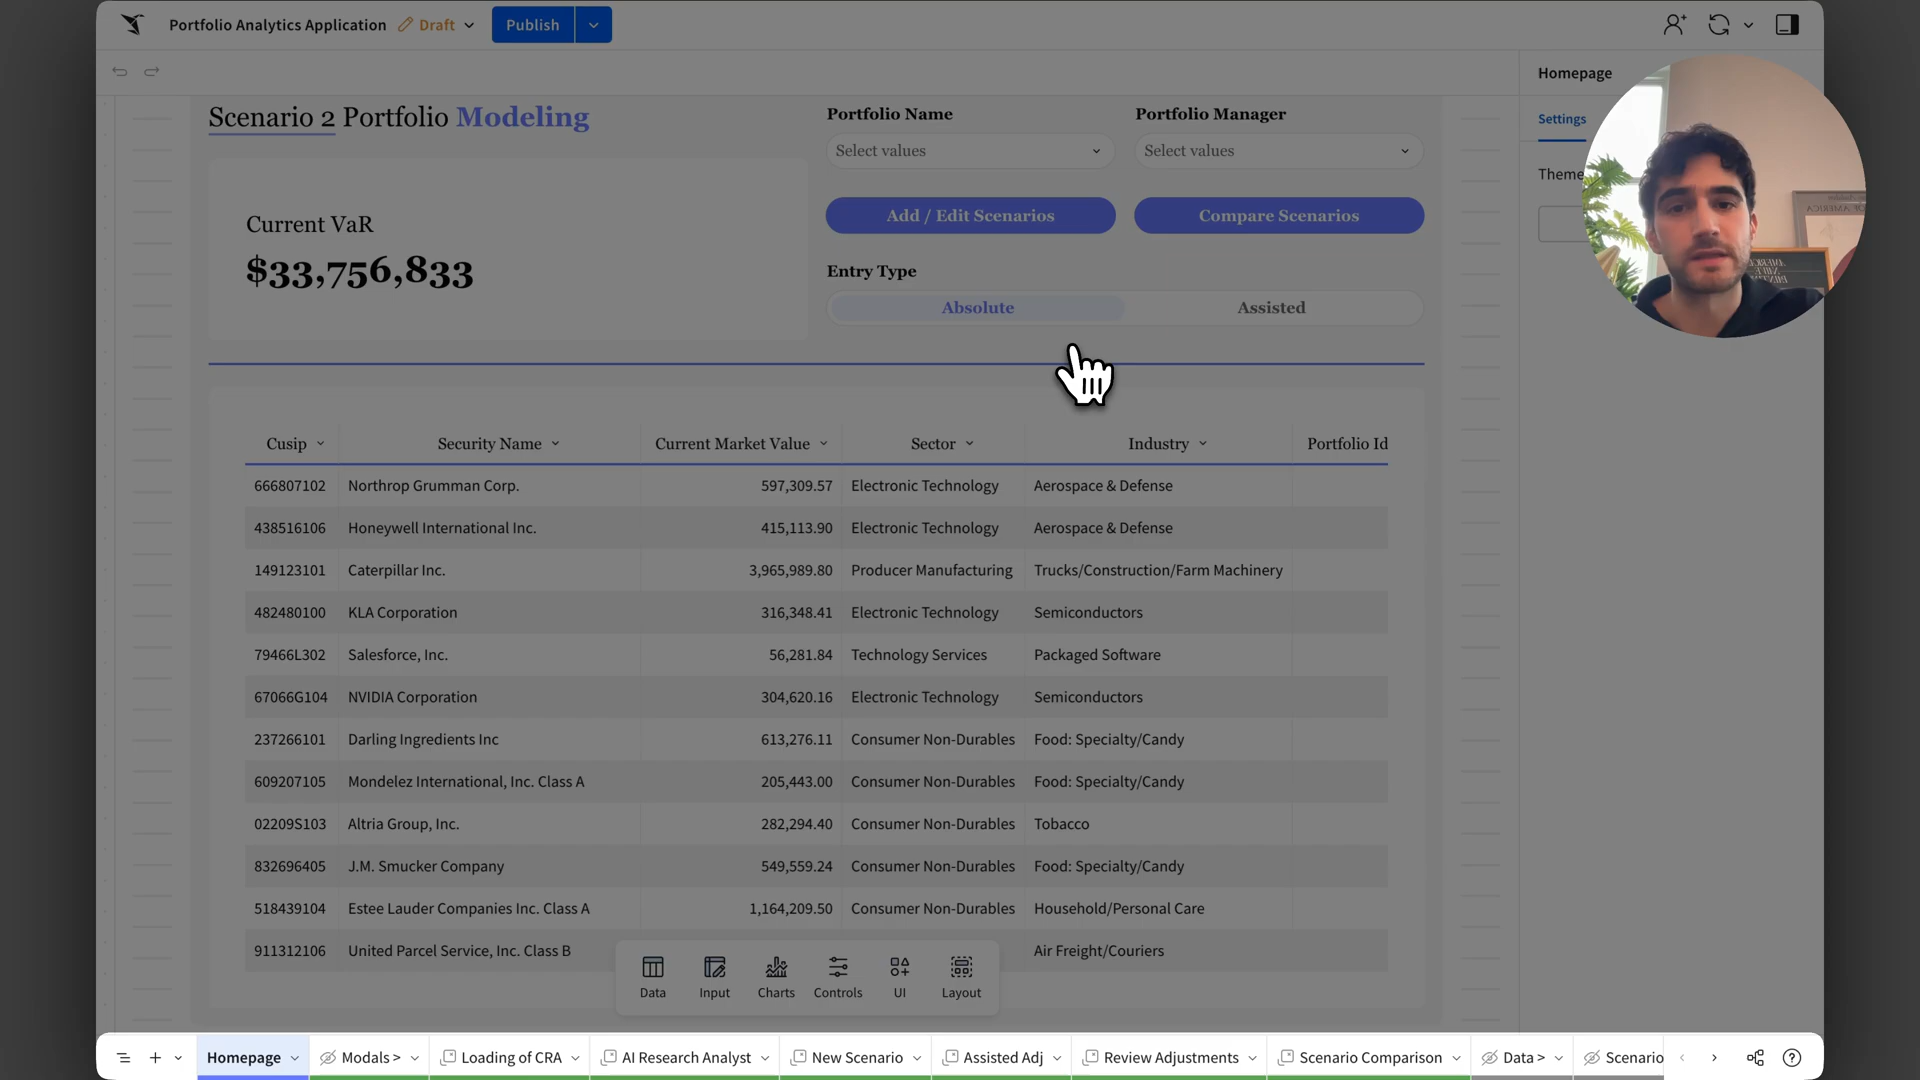 Portfolio Analytics Application Draft Publish
Homepage
Settings
Theme
Scenario 2 Portfolio Modeling
Portfolio Name Portfolio Manager
Select values Select values
Current VaR
$33,756,833
Add / Edit Scenarios Compare Scenarios
Entry Type
Absolute Assisted
Cusip Security Name Current Market Value Sector Industry Portfolio Id
666807102 Northrop Grumman Corp. 597,309.57 Electronic Technology Aerospace & Defense
438516106 Honeywell International Inc. 415,113.90 Electronic Technology Aerospace & Defense
149123101 Caterpillar Inc. 3,965,989.80 Producer Manufacturing Trucks/Construction/Farm Machinery
482480100 KLA Corporation 316,348.41 Electronic Technology Semiconductors
79466L302 Salesforce, Inc. 56,281.84 Technology Services Packaged Software
67066G104 NVIDIA Corporation 304,620.16 Electronic Technology Semiconductors
237266101 Darling Ingredients Inc 613,276.11 Consumer Non-Durables Food: Specialty/Candy
609207105 Mondelez International, Inc. Class A 205,443.00 Consumer Non-Durables Food: Specialty/Candy
02209S103 Altria Group, Inc. 282,294.40 Consumer Non-Durables Tobacco
832696405 J.M. Smucker Company 549,559.24 Consumer Non-Durables Food: Specialty/Candy
518439104 Estee Lauder Companies Inc. Class A 1,164,209.50 Consumer Non-Durables Household/Personal Care
911312106 United Parcel Service, Inc. Class B Air Freight/Couriers
Data Input Charts Controls UI Layout
Homepage Modals > Loading of CRA AI Research Analyst New Scenario Assisted Adj Review Adjustments Scenario Comparison Data > Scenario